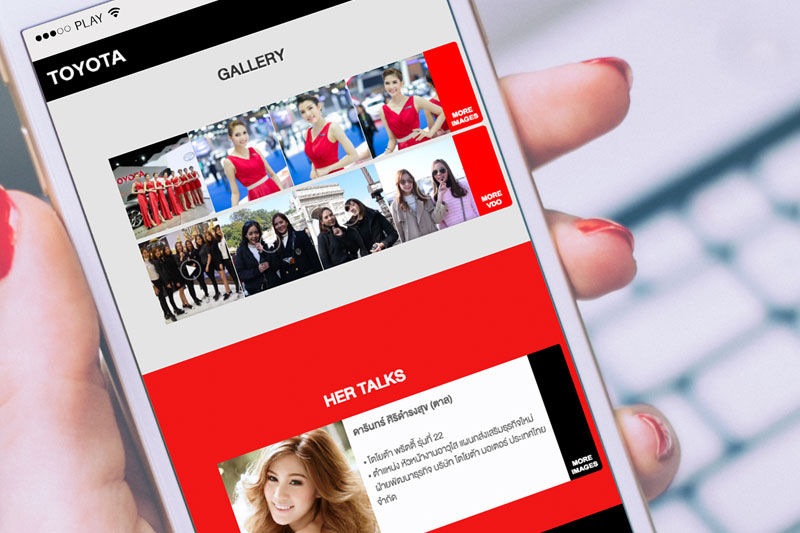 PLAY
TOYOTA
GALLERY
TOYOTA
MORE
IMAGES
MORE
VDO
HER TALKS
ดารินทร์ ศิริดำรงสุข (ตาล)
• โตโยต้า พริตตี้ รุ่นที่ 22
• ตำแหน่ง หัวหน้างานอาวุโส แผนกส่งเสริมธุรกิจใหม่
ฝ่ายพัฒนาธุรกิจ บริษัท โตโยต้า มอเตอร์ ประเทศไทย
จำกัด
MORE
IMAGES